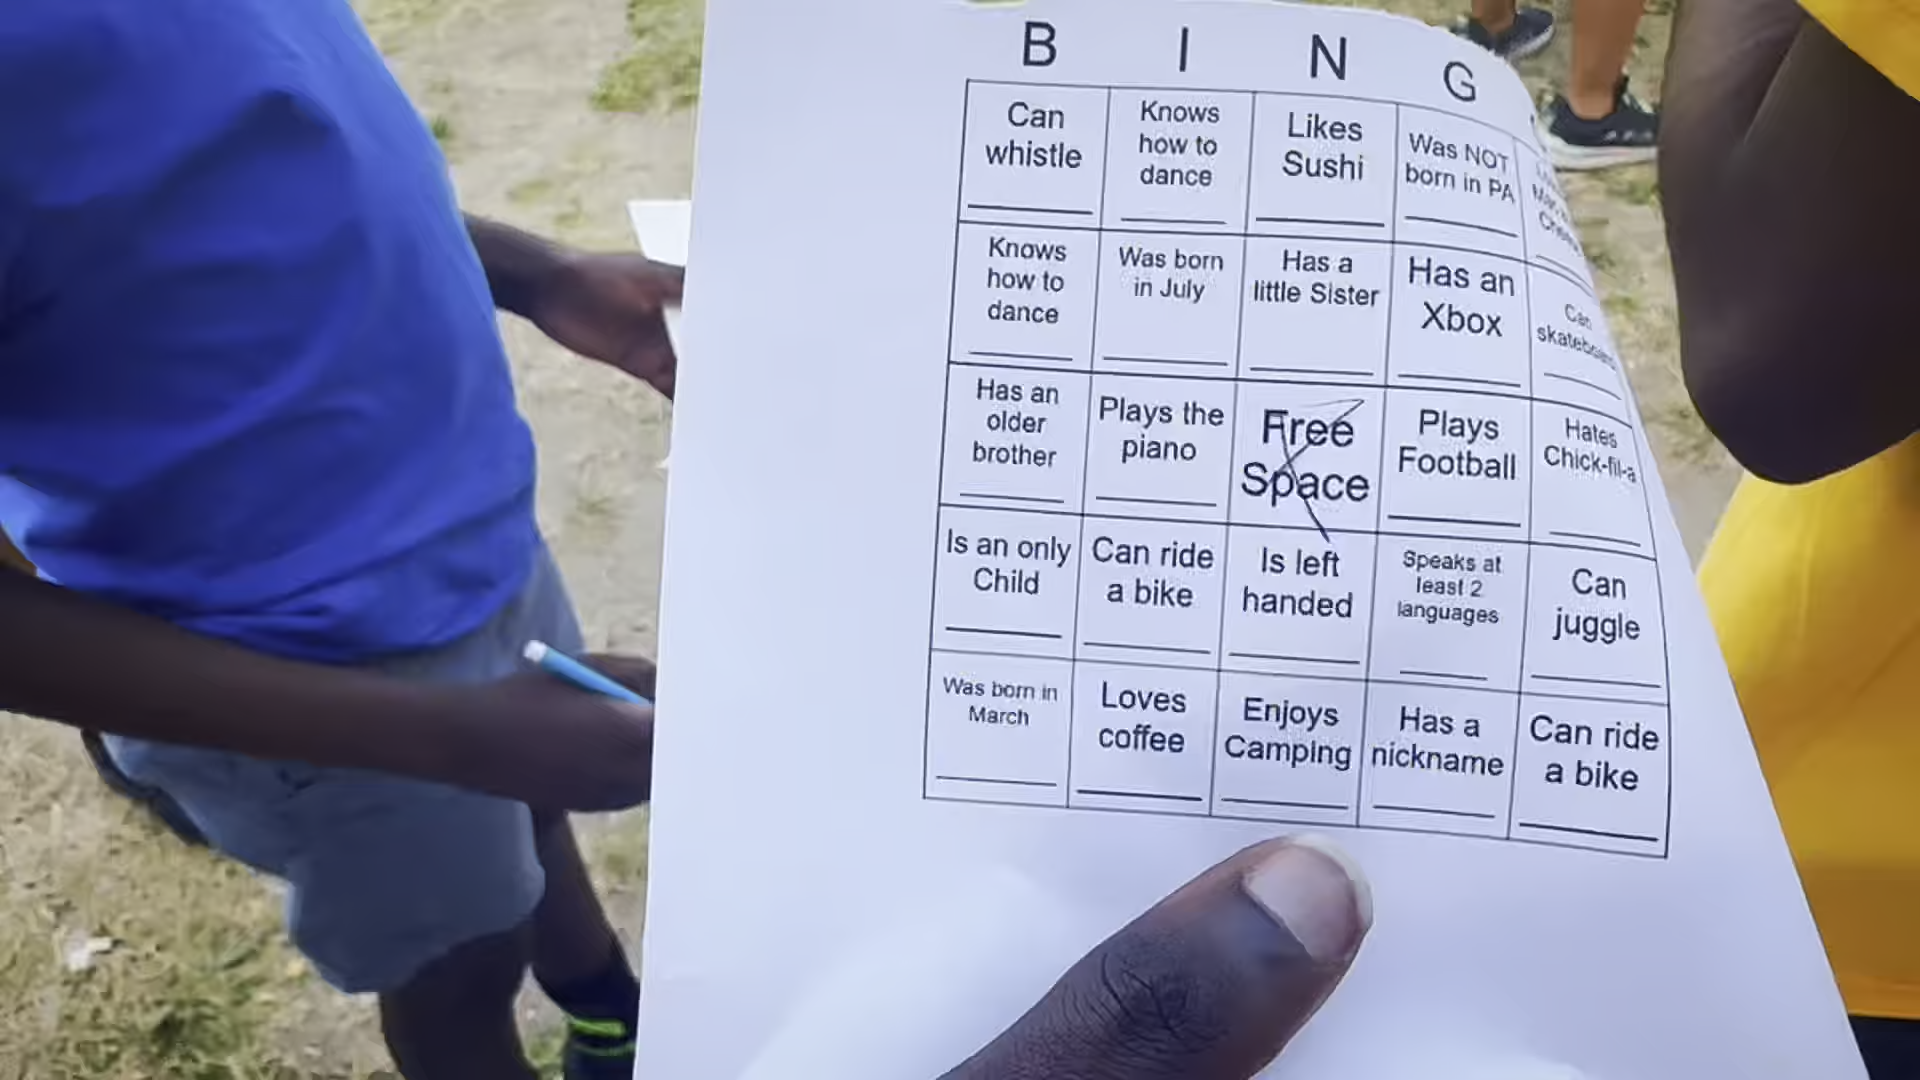 B I N G
Can
whistle
Knows
how to
dance
Likes
Sushi
Was NOT
born in PA
Knows
how to
dance
Was born
in July
Has a
little Sister
Has an
Xbox
Can
skateboard
Has an
older
brother
Plays the
piano
Free
Space
Plays
Football
Hates
Chick-fil-a
Is an only
Child
Can ride
a bike
Is left
handed
Speaks at
least 2
languages
Can
juggle
Was born in
March
Loves
coffee
Enjoys
Camping
Has a
nickname
Can ride
a bike